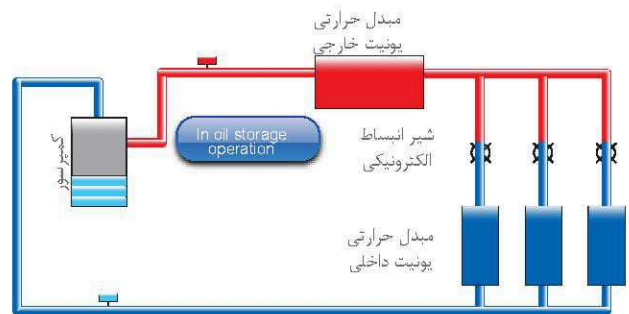 مبدل حرارتی
یونیت خارجی
In oil storage
operation
کمپرسور
شیر انبساط
الکترونیکی
مبدل حرارتی
یونیت داخلی